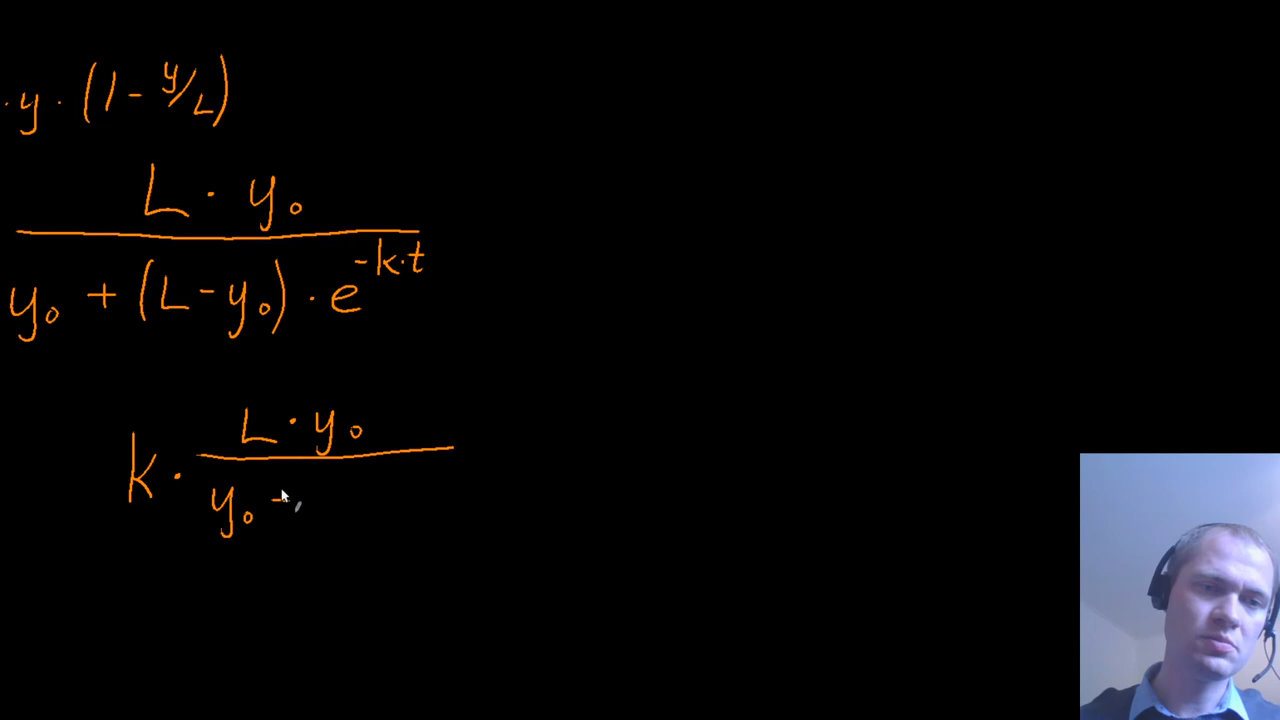 · y · (1 - y/L)
L · y₀
y₀ + (L - y₀) · e^(-k·t)
k · L · y₀
y₀ -